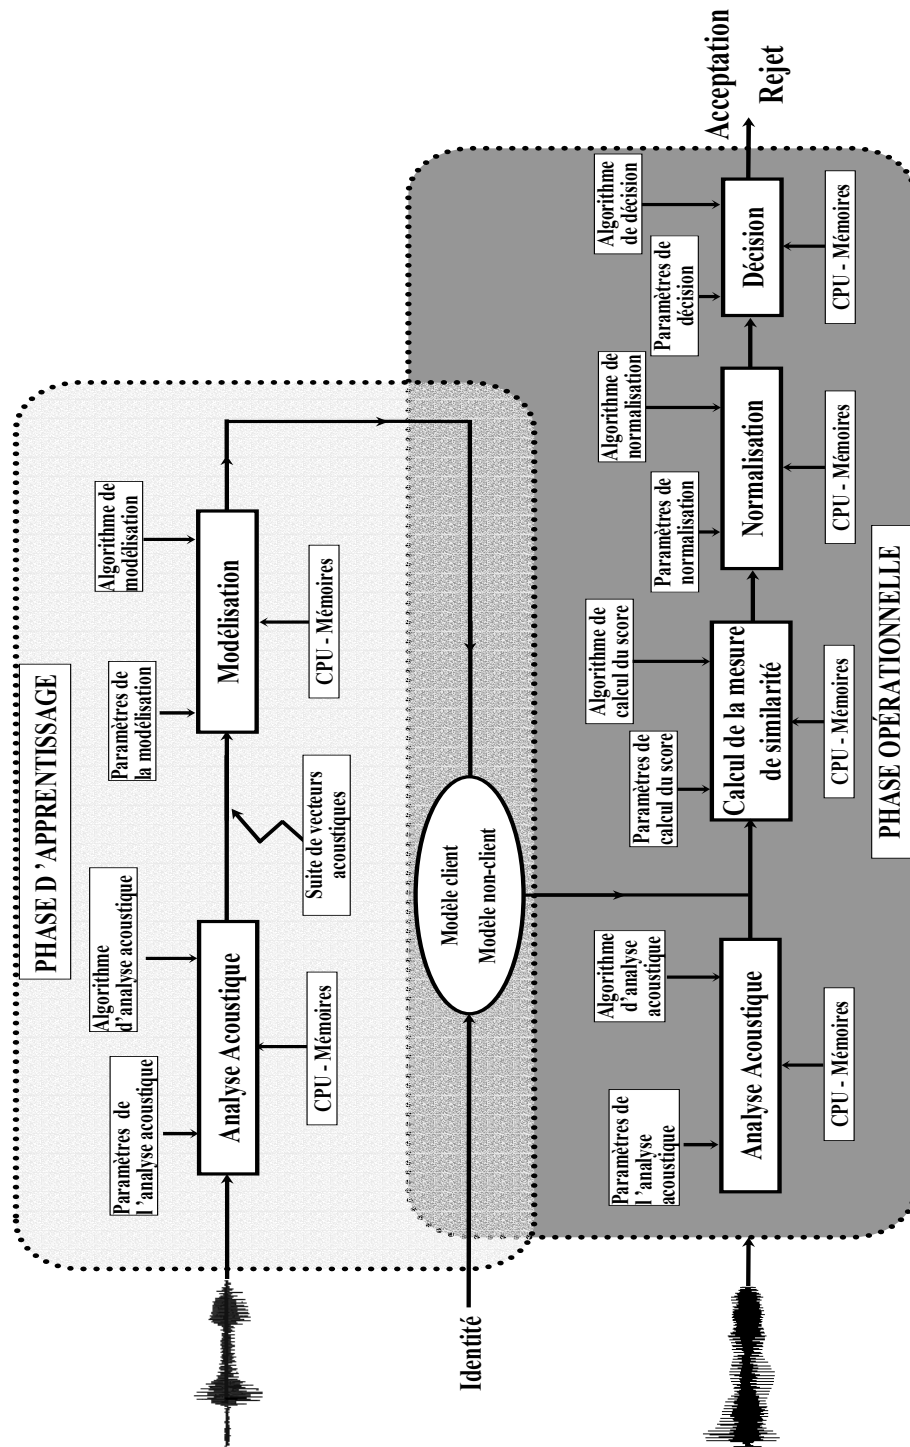 PHASE D ’ APPRENTISSAGE
Paramètres de
l ’analyse acoustique
Algorithme
d’analyse acoustique
Analyse Acoustique
CPU - Mémoires
Suite de vecteurs
acoustiques
Paramètres de
la modélisation
Algorithme de
modélisation
Modélisation
CPU - Mémoires
Identité
Modèle client
Modèle non-client
Paramètres de
l ’analyse
acoustique
Algorithme
d’analyse
acoustique
Analyse Acoustique
CPU - Mémoires
Paramètres de
calcul du score
Algorithme de
calcul du score
Calcul de la mesure
de similarité
CPU - Mémoires
Paramètres de
normalisation
Algorithme de
normalisation
Normalisation
CPU - Mémoires
Paramètres de
décision
Algorithme
de décision
Décision
CPU - Mémoires
Acceptation
Rejet
PHASE OPÉRATIONNELLE